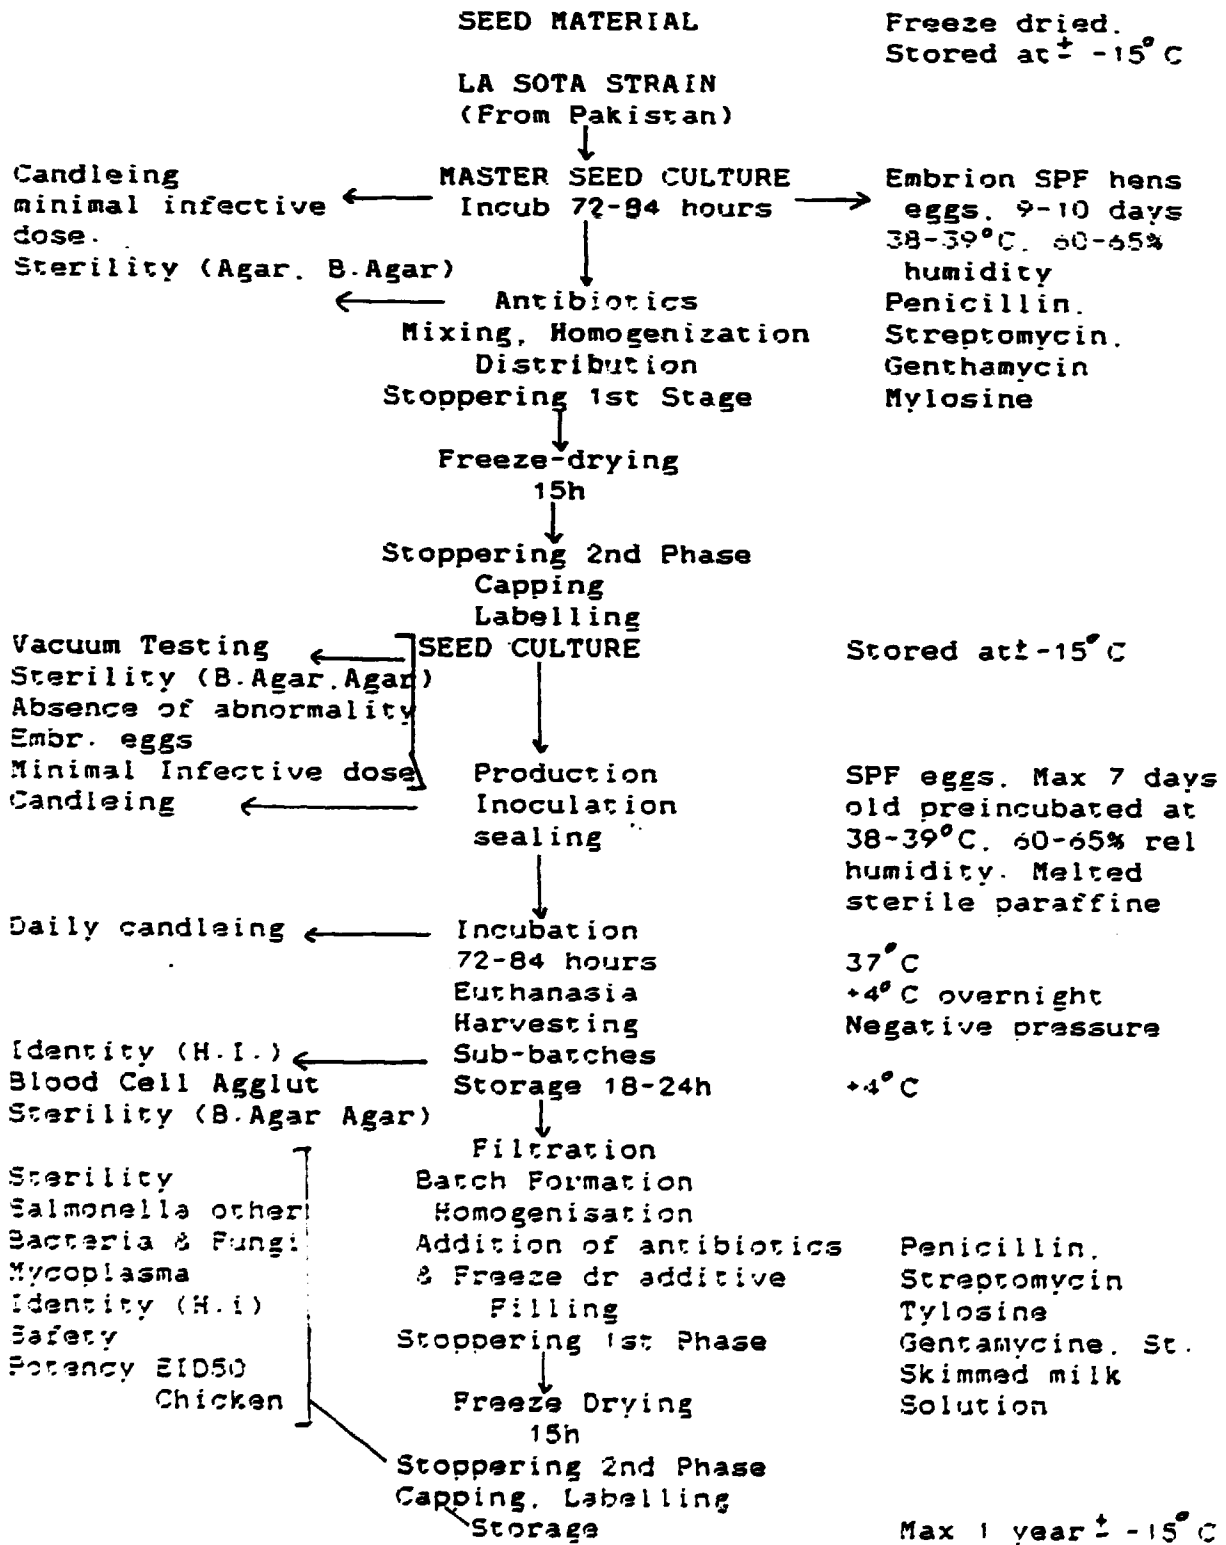 SEED MATERIAL Freeze dried.
Stored at ± -15°C
LA SOTA STRAIN
(From Pakistan)
Candleing MASTER SEED CULTURE Embrion SPF hens
minimal infective Incub 72-84 hours eggs. 9-10 days
dose. 38-39°C. 60-65%
Sterility (Agar. B.Agar) humidity
Antibiotics Penicillin.
Mixing, Homogenization Streptomycin.
Distribution Genthamycin
Stoppering 1st Stage Mylosine
Freeze-drying
15h
Stoppering 2nd Phase
Capping
Labelling
Vacuum Testing SEED CULTURE Stored at± -15°C
Sterility (B.Agar.Agar)
Absence of abnormality
Embr. eggs
Minimal Infective dose Production SPF eggs. Max 7 days
Candleing Inoculation old preincubated at
sealing 38-39°C. 60-65% rel
humidity. Melted
sterile paraffine
Daily candleing Incubation
72-84 hours 37°C
Euthanasia +4°C overnight
Harvesting Negative pressure
Identity (H.I.) Sub-batches
Blood Cell Agglut Storage 18-24h +4°C
Sterility (B.Agar Agar)
Filtration
Sterility Batch Formation
Salmonella other Homogenisation
Bacteria & Fungi Addition of antibiotics Penicillin.
Mycoplasma & Freeze dr additive Streptomycin
Identity (H.i) Filling Tylosine
Safety Stoppering 1st Phase Gentamycine. St.
Potency EID50 Skimmed milk
Chicken Freeze Drying Solution
15h
Stoppering 2nd Phase
Capping. Labelling
Storage Max 1 year ± -15°C